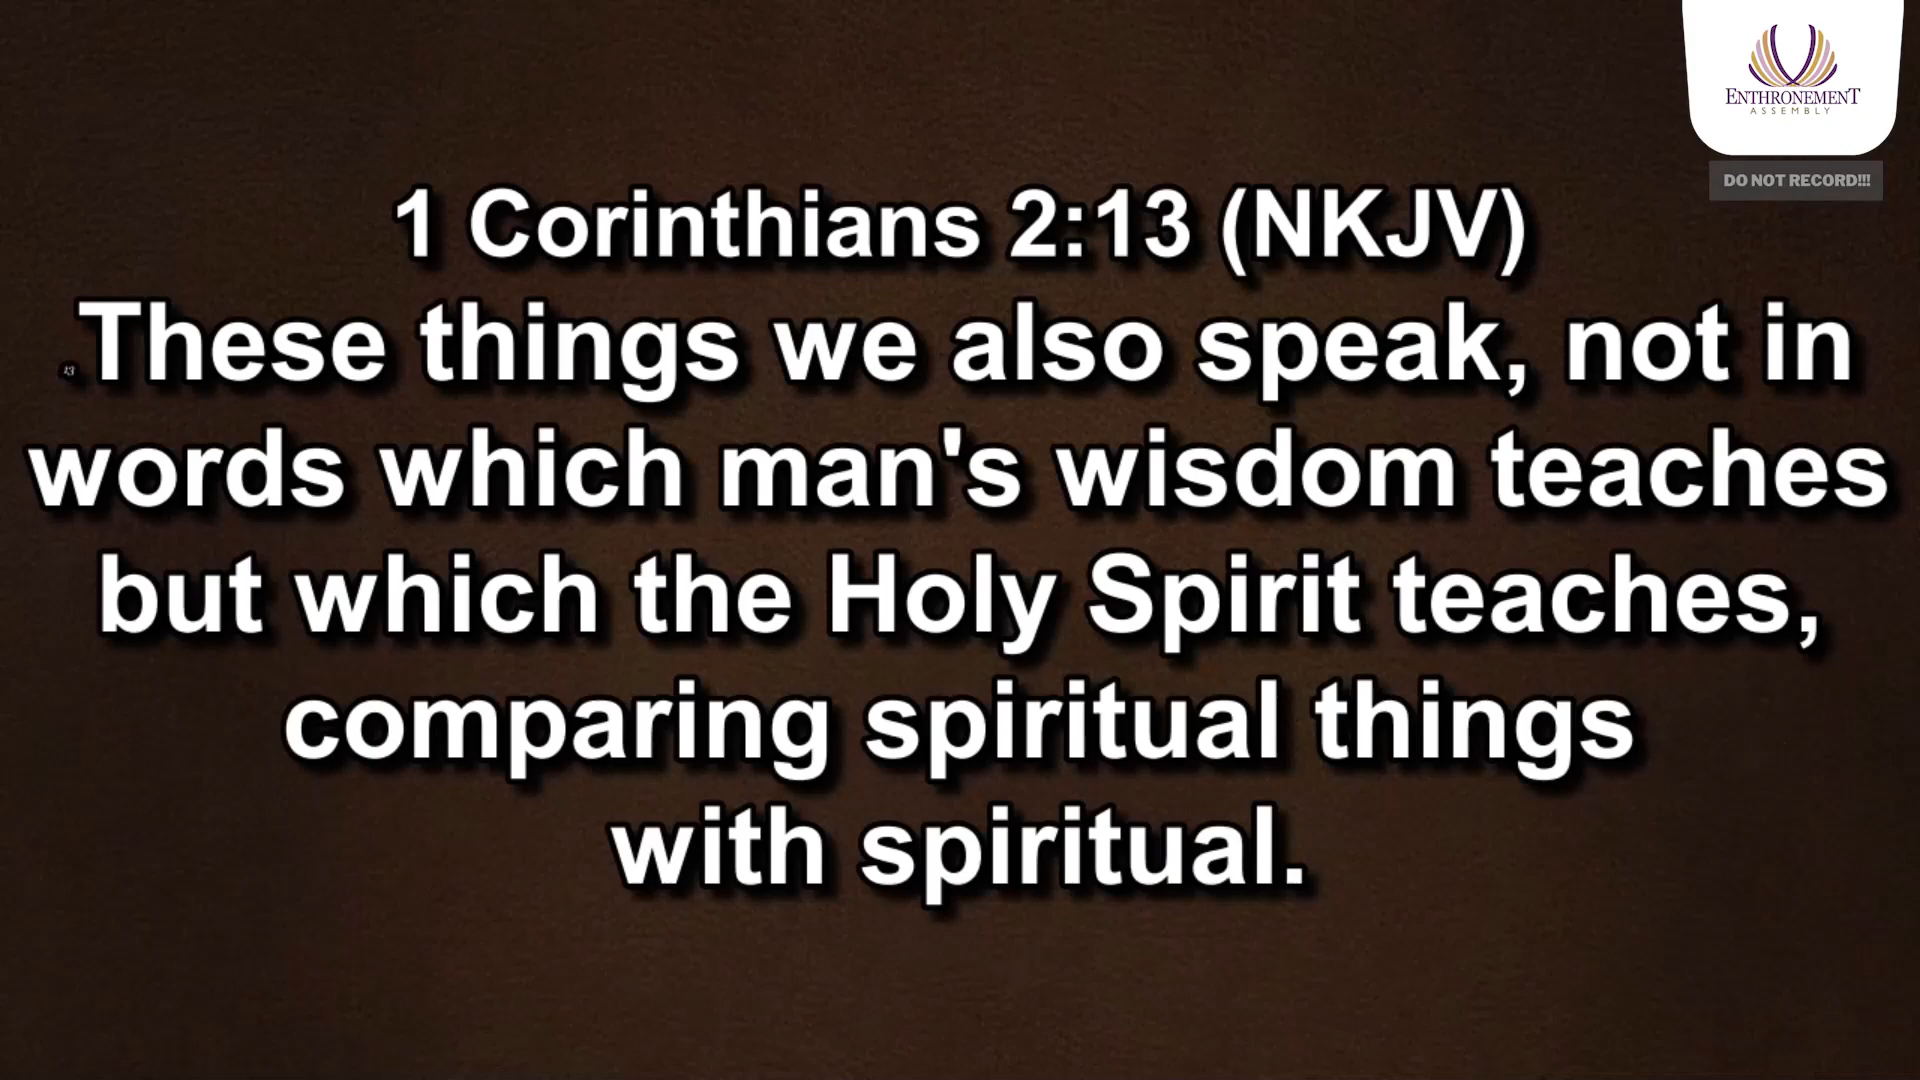 ENTHRONEMENT
ASSEMBLY
DO NOT RECORD!!!
1 Corinthians 2:13 (NKJV)
13 These things we also speak, not in
words which man's wisdom teaches
but which the Holy Spirit teaches,
comparing spiritual things
with spiritual.